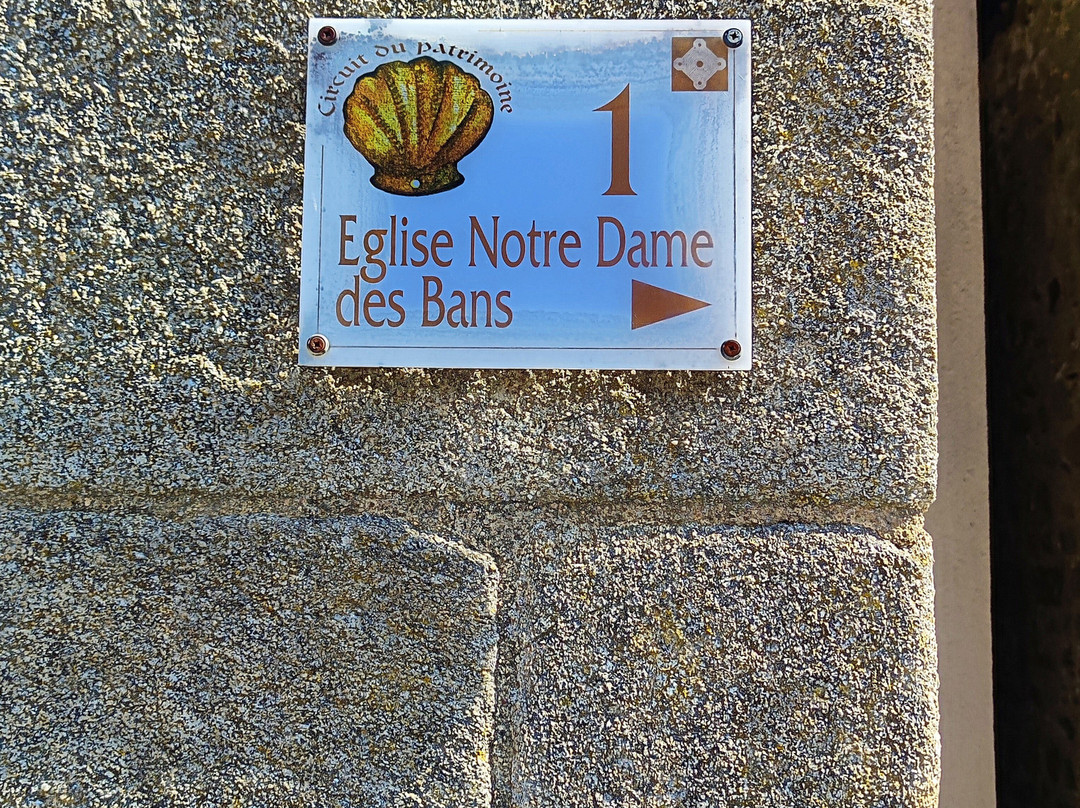 Circuit du patrimoine
1
Eglise Notre Dame
des Bans